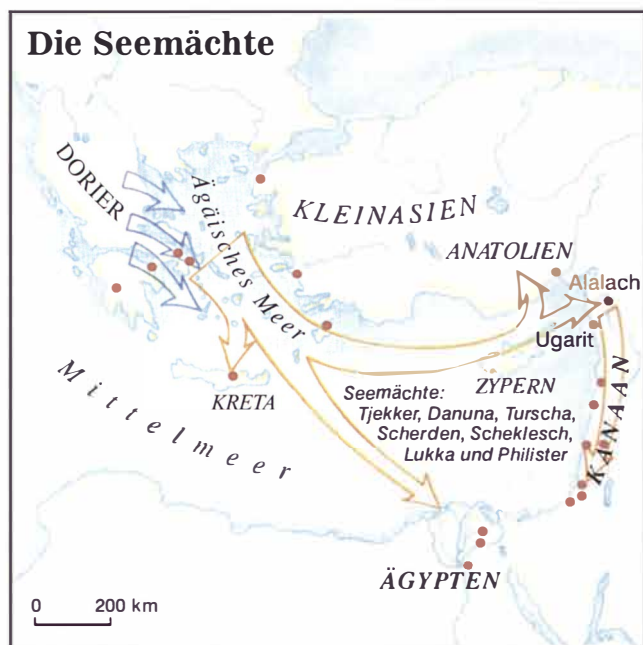 Die Seemächte
DORIER
Ägäisches Meer
KLEINASIEN
ANATOLIEN
Alalach
Ugarit
ZYPERN
KRETA
Mittelmeer
Seemächte:
Tjekker, Danuna, Turscha,
Scherden, Scheklesch,
Lukka und Philister
KANAAN
ÄGYPTEN
0 200 km